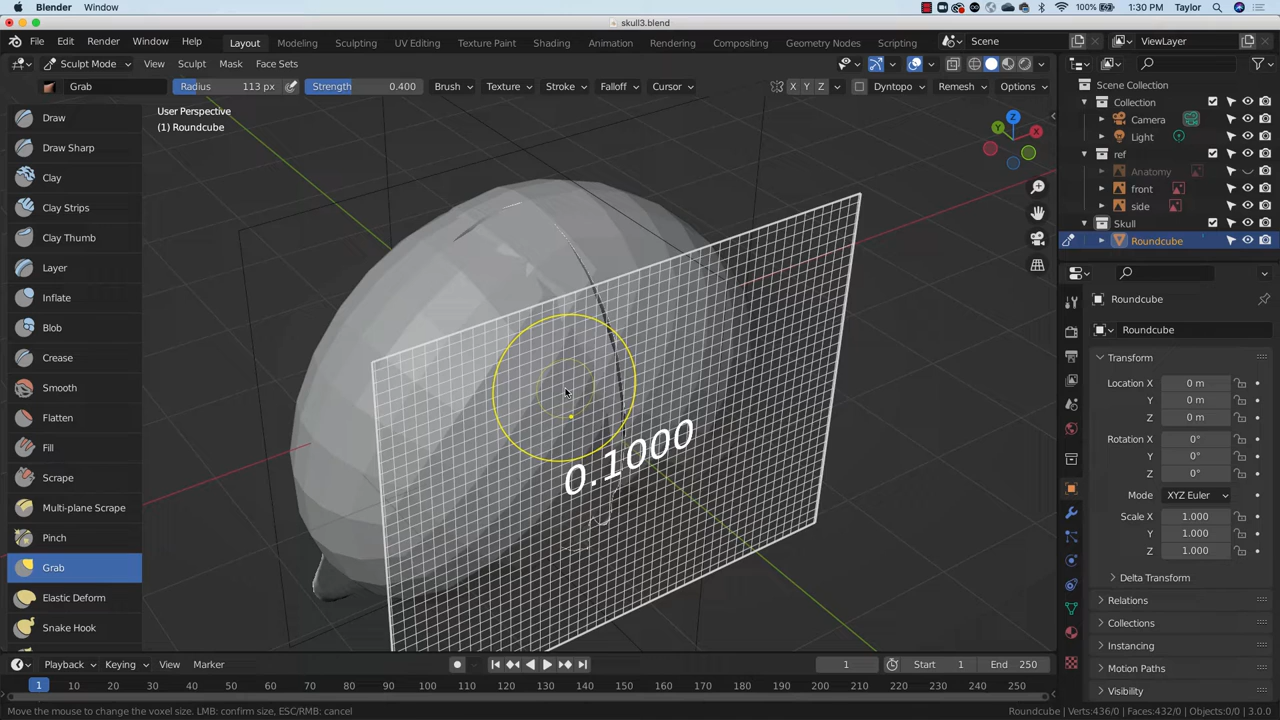 Blender Window 100% 1:30 PM Taylor
skull3.blend
File Edit Render Window Help Layout Modeling Sculpting UV Editing Texture Paint Shading Animation Rendering Compositing Geometry Nodes Scripting Scene ViewLayer
Sculpt Mode View Sculpt Mask Face Sets
Grab Radius 113 px Strength 0.400 Brush Texture Stroke Falloff Cursor X Y Z Dyntopo Remesh Options
User Perspective
(1) Roundcube
Draw
Draw Sharp
Clay
Clay Strips
Clay Thumb
Layer
Inflate
Blob
Crease
Smooth
Flatten
Fill
Scrape
Multi-plane Scrape
Pinch
Grab
Elastic Deform
Snake Hook
0.1000
Z
Y
X
Scene Collection
Collection
Camera
Light
ref
Anatomy
front
side
Skull
Roundcube
Roundcube
Roundcube
Transform
Location X 0 m
Y 0 m
Z 0 m
Rotation X 0°
Y 0°
Z 0°
Mode XYZ Euler
Scale X 1.000
Y 1.000
Z 1.000
Delta Transform
Relations
Collections
Instancing
Motion Paths
Visibility
Playback Keying View Marker 1 Start 1 End 250
1 10 20 30 40 50 60 70 80 90 100 110 120 130 140 150 160 170 180 190 200 210 220 230 240 250
Move the mouse to change the voxel size. LMB: confirm size, ESC/RMB: cancel Roundcube | Verts:436/0 | Faces:432/0 | Objects:0/0 | 3.0.0